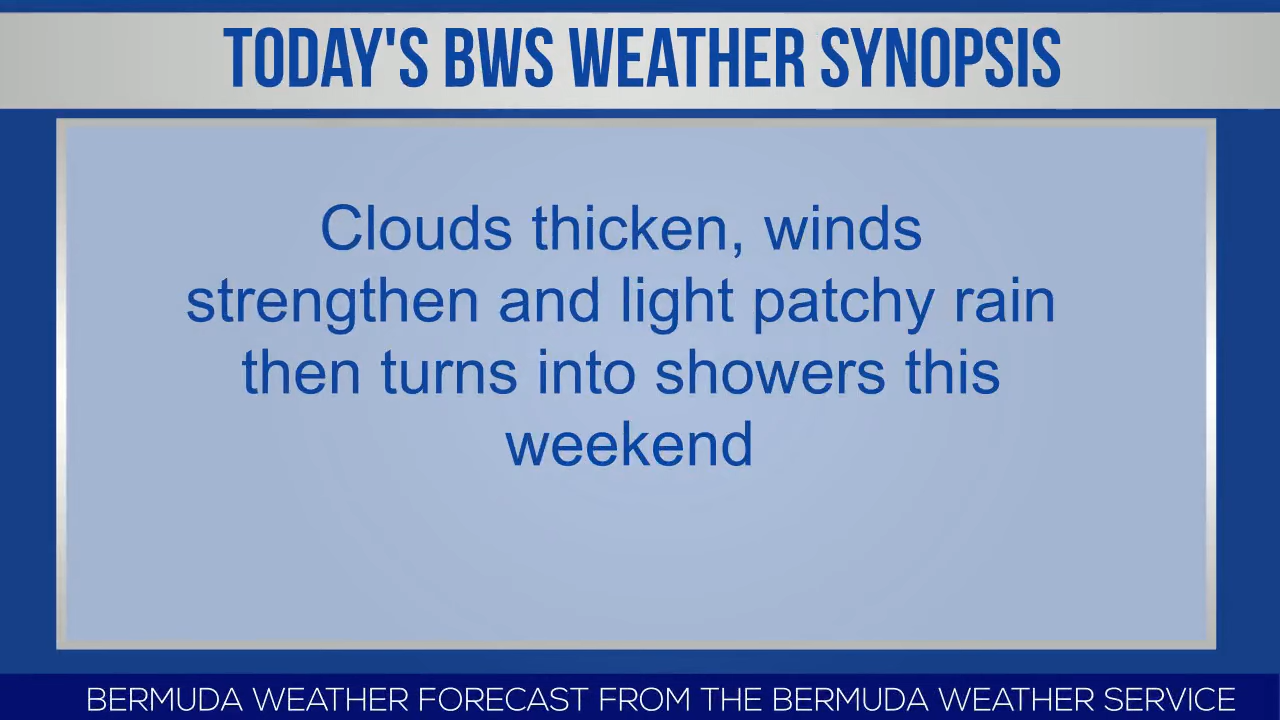 TODAY'S BWS WEATHER SYNOPSIS
Clouds thicken, winds
strengthen and light patchy rain
then turns into showers this
weekend
BERMUDA WEATHER FORECAST FROM THE BERMUDA WEATHER SERVICE